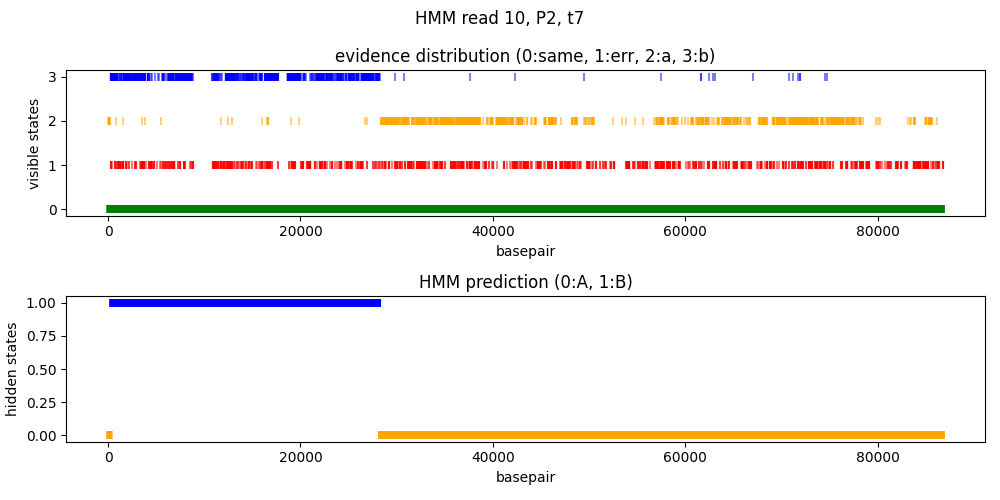 HMM read 10, P2, t7
evidence distribution (0:same, 1:err, 2:a, 3:b)
visible states
3
2
1
0
0 20000 40000 60000 80000
basepair
HMM prediction (0:A, 1:B)
hidden states
1.00
0.75
0.50
0.25
0.00
0 20000 40000 60000 80000
basepair